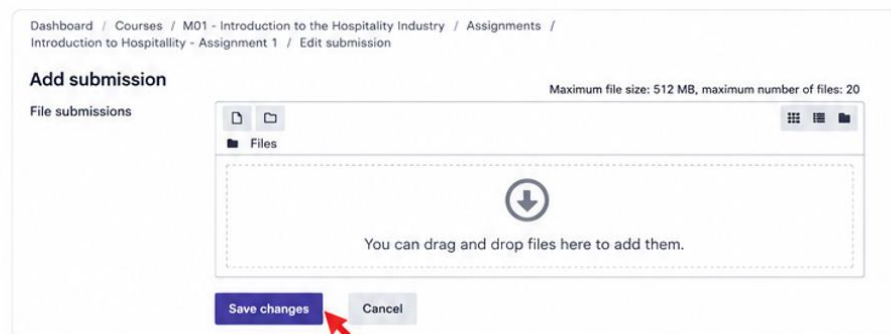 Dashboard / Courses / M01 - Introduction to the Hospitality Industry / Assignments /
Introduction to Hospitallity - Assignment 1 / Edit submission
Add submission
Maximum file size: 512 MB, maximum number of files: 20
File submissions
Files
You can drag and drop files here to add them.
Save changes
Cancel